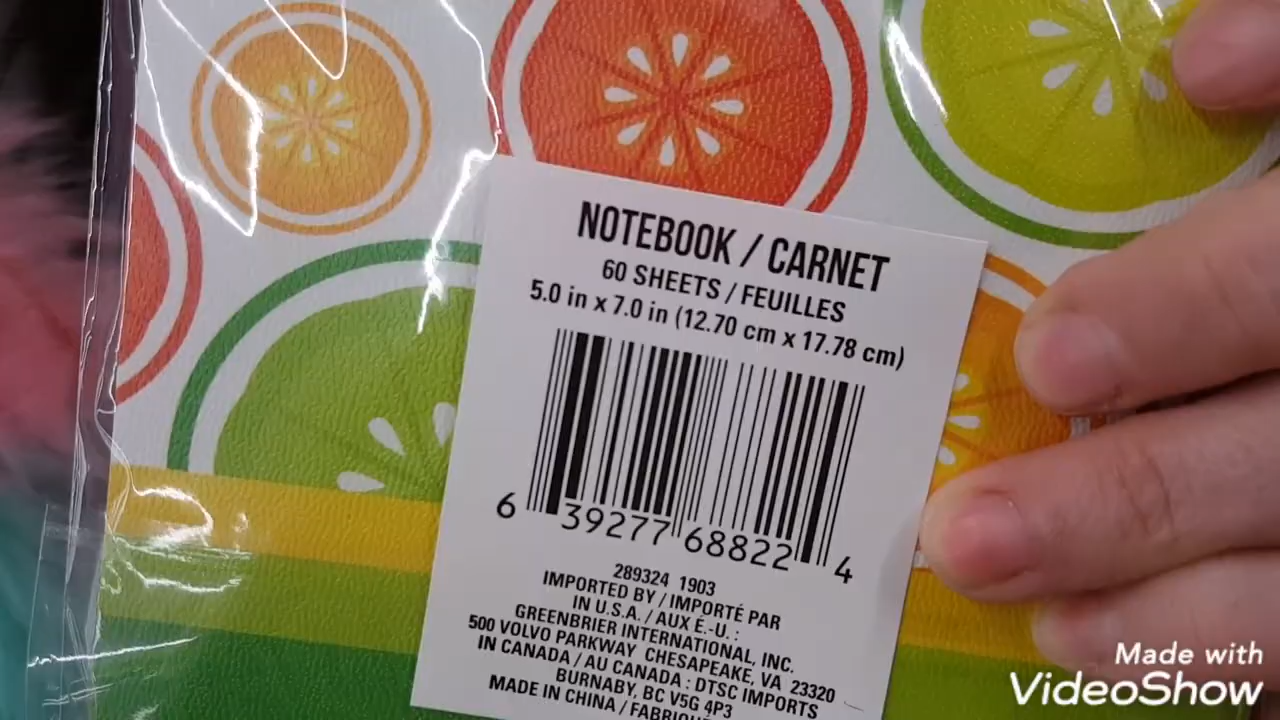 NOTEBOOK / CARNET
60 SHEETS / FEUILLES
5.0 in x 7.0 in (12.70 cm x 17.78 cm)
6 39277 68822 4
289324 1903
IMPORTED BY / IMPORTÉ PAR
IN U.S.A. / AUX É.-U. :
GREENBRIER INTERNATIONAL, INC.
500 VOLVO PARKWAY CHESAPEAKE, VA 23320
IN CANADA / AU CANADA : DTSC IMPORTS
BURNABY, BC V5G 4P3
MADE IN CHINA /
Made with
VideoShow